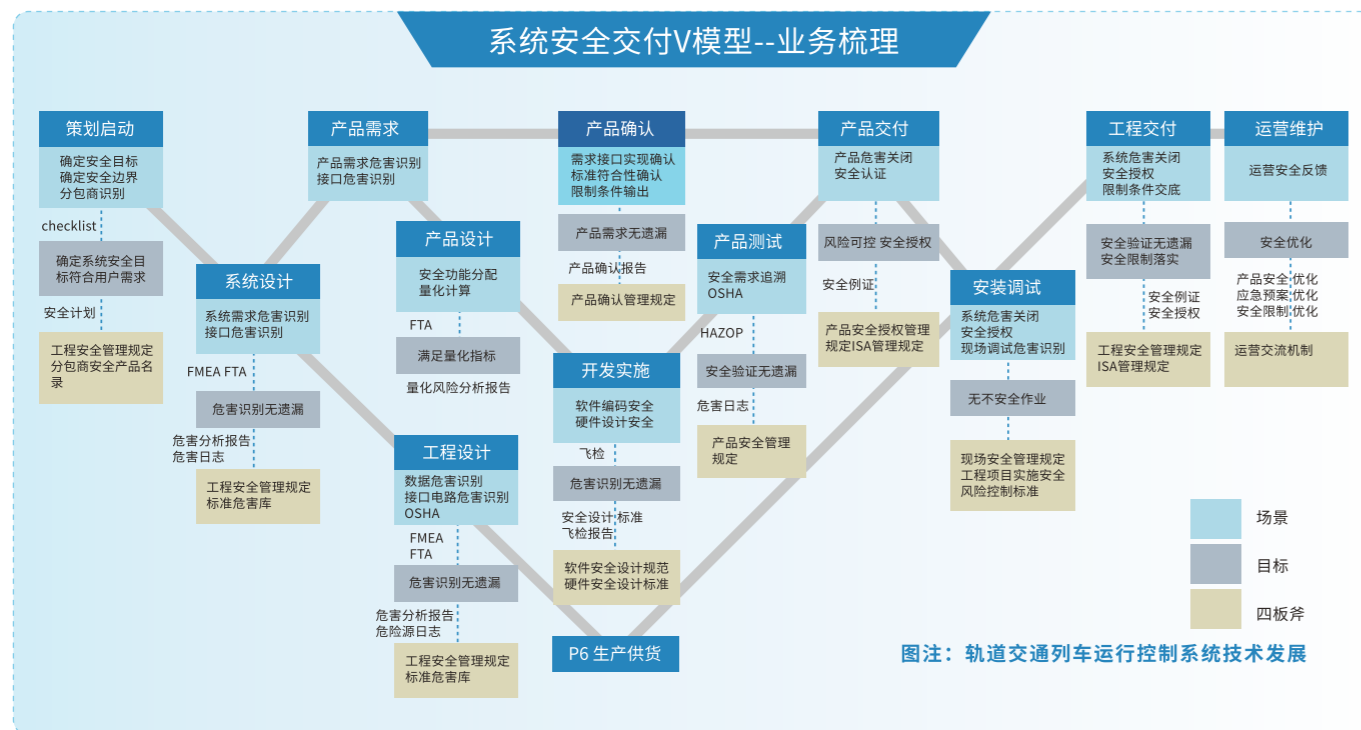 系统安全交付V模型--业务梳理
策划启动
确定安全目标
确定安全边界
分包商识别
checklist
确定系统安全目
标符合用户需求
安全计划
工程安全管理规定
分包商安全产品名
录
系统设计
系统需求危害识别
接口危害识别
FMEA FTA
危害识别无遗漏
危害分析报告
危害日志
工程安全管理规定
标准危害库
产品需求
产品需求危害识别
接口危害识别
产品设计
安全功能分配
量化计算
FTA
满足量化指标
量化风险分析报告
工程设计
数据危害识别
接口电路危害识别
OSHA
FMEA
FTA
危害识别无遗漏
危害分析报告
危险源日志
工程安全管理规定
标准危害库
产品确认
需求接口实现确认
标准符合性确认
限制条件输出
产品需求无遗漏
产品确认报告
产品确认管理规定
开发实施
软件编码安全
硬件设计安全
飞检
危害识别无遗漏
安全设计标准
飞检报告
软件安全设计规范
硬件安全设计标准
P6 生产供货
产品测试
安全需求追溯
OSHA
HAZOP
安全验证无遗漏
危害日志
产品安全管理
规定
产品交付
产品危害关闭
安全认证
风险可控 安全授权
安全例证
产品安全授权管理
规定ISA管理规定
安装调试
系统危害关闭
安全授权
现场调试危害识别
无不安全作业
现场安全管理规定
工程项目实施安全
风险控制标准
工程交付
系统危害关闭
安全授权
限制条件交底
安全验证无遗漏
安全限制落实
安全例证
安全授权
工程安全管理规定
ISA管理规定
运营维护
运营安全反馈
安全优化
产品安全优化
应急预案优化
安全限制优化
运营交流机制
场景
目标
四板斧
图注：轨道交通列车运行控制系统技术发展